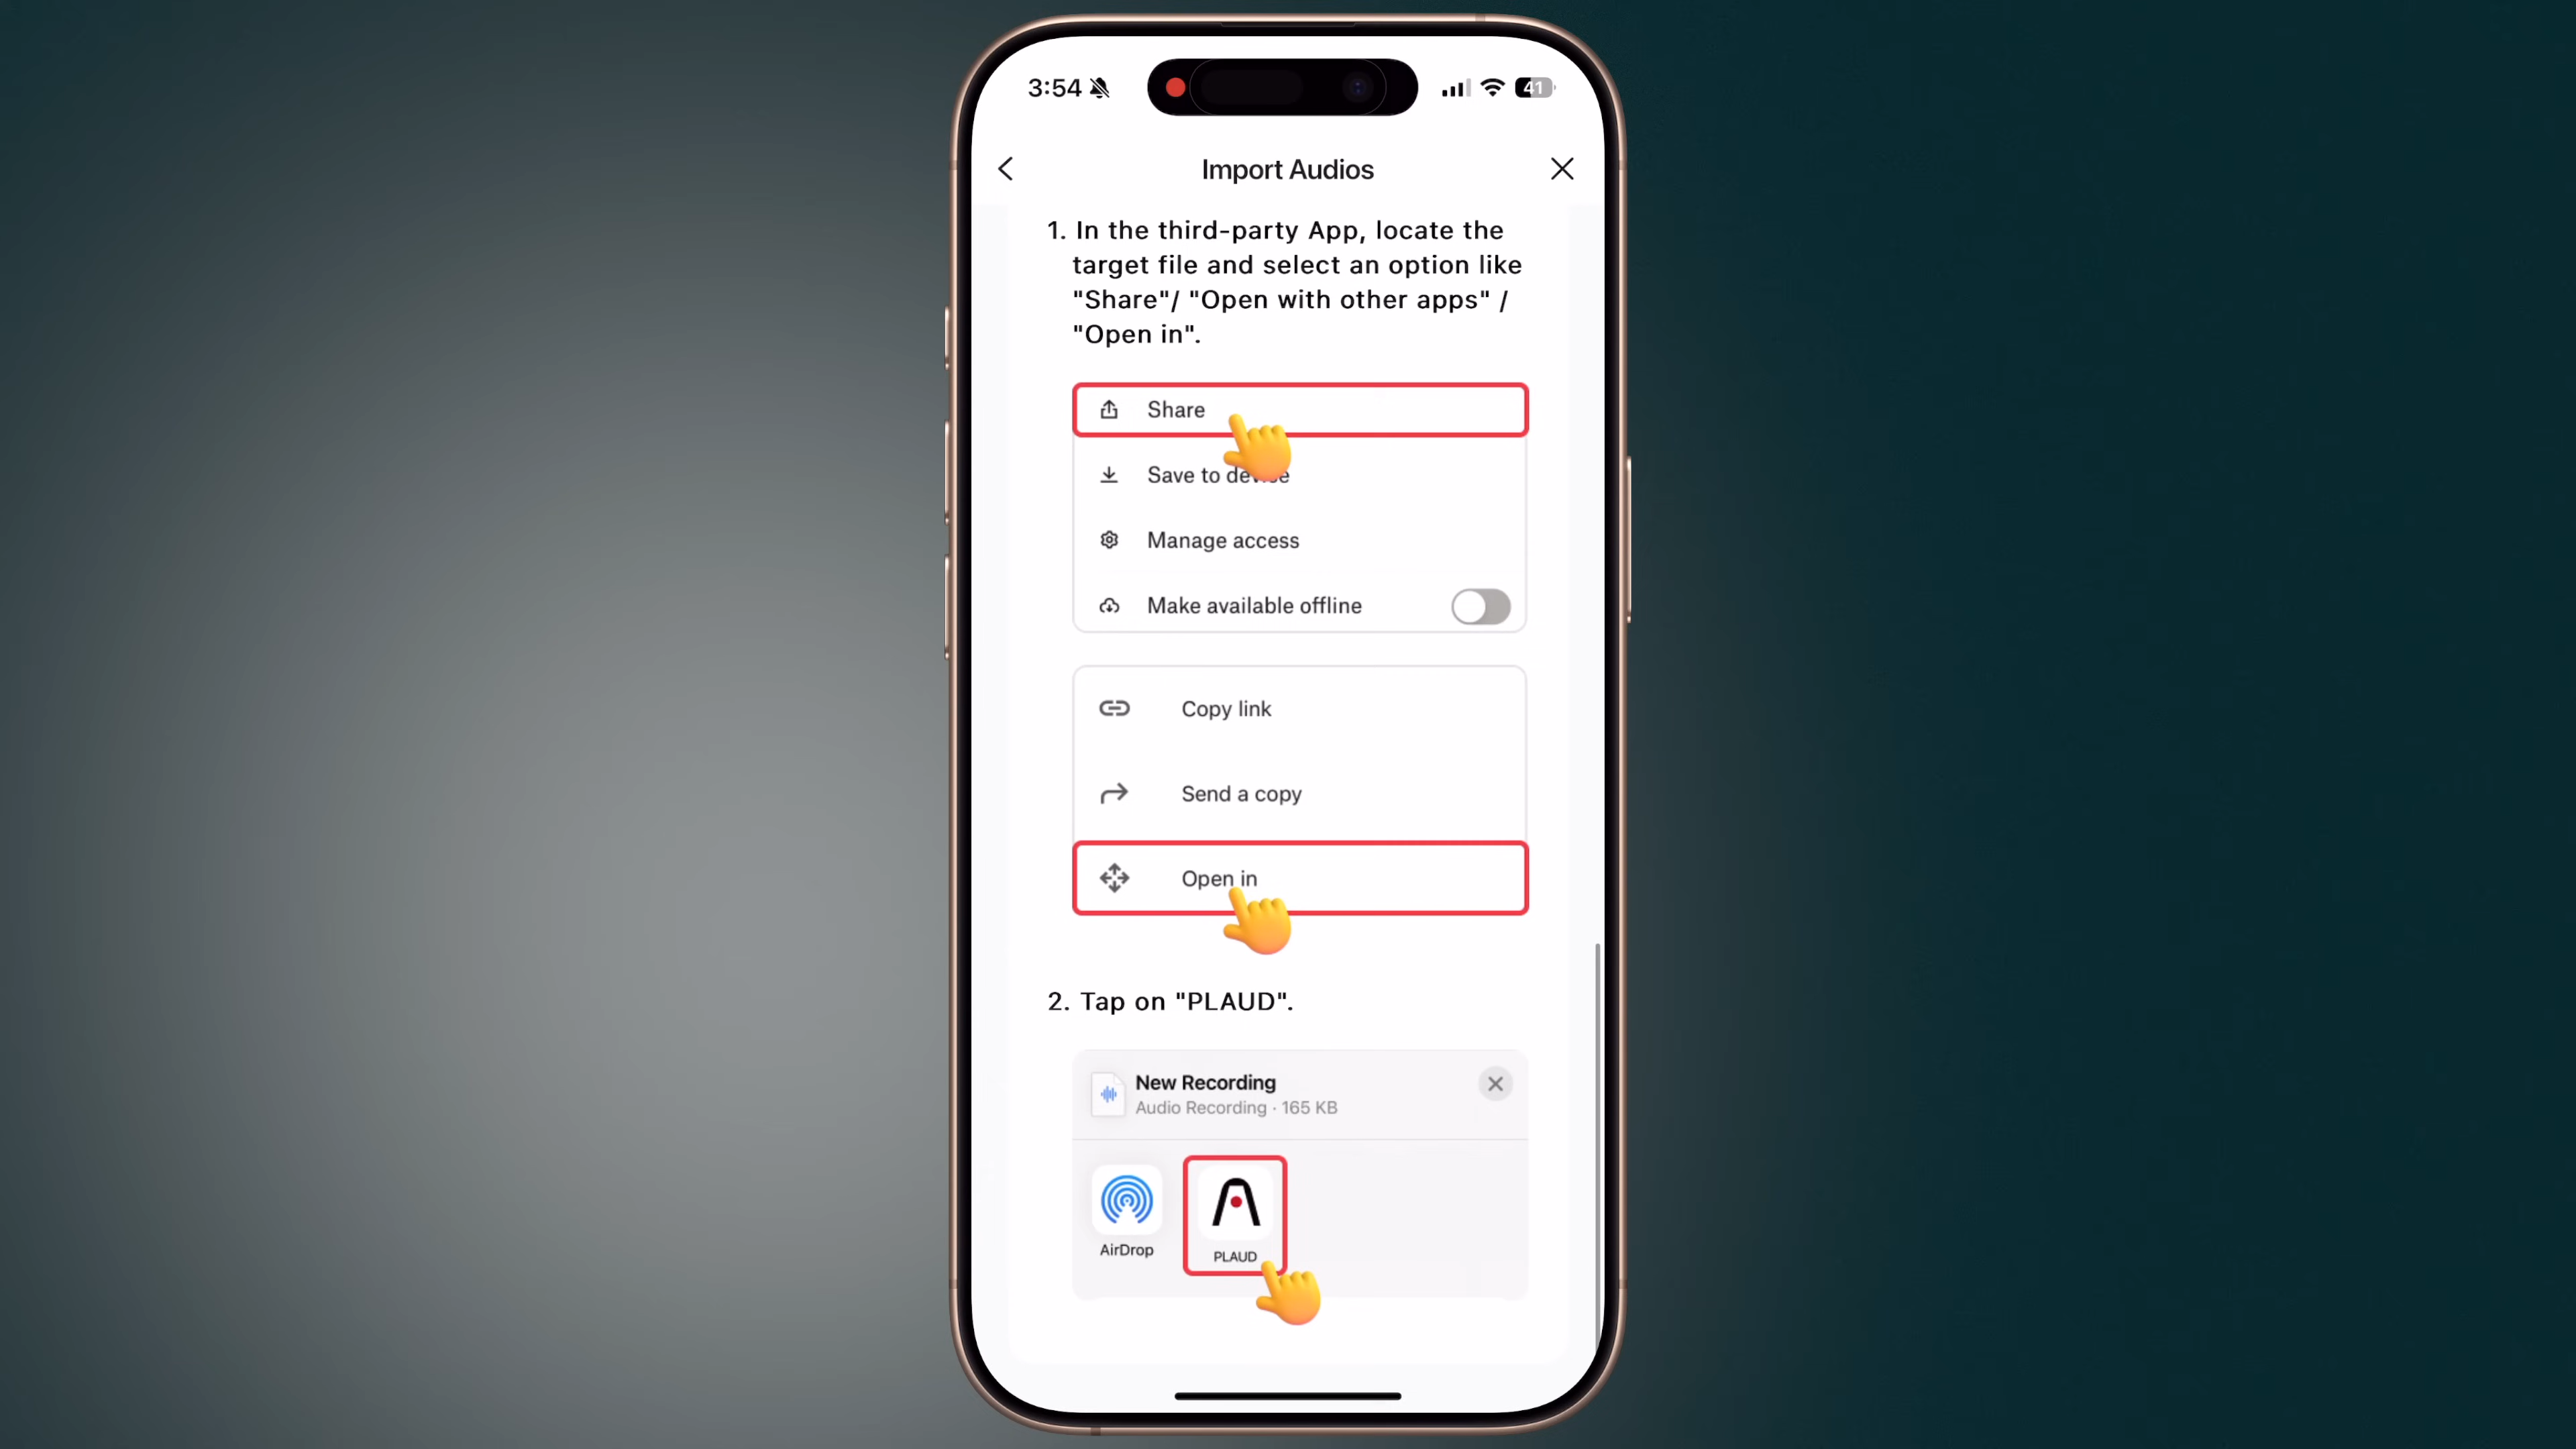 3:54
41
Import Audios
1. In the third-party App, locate the
target file and select an option like
"Share"/ "Open with other apps" /
"Open in".
Share
Save to device
Manage access
Make available offline
Copy link
Send a copy
Open in
2. Tap on "PLAUD".
New Recording
Audio Recording · 165 KB
AirDrop
PLAUD